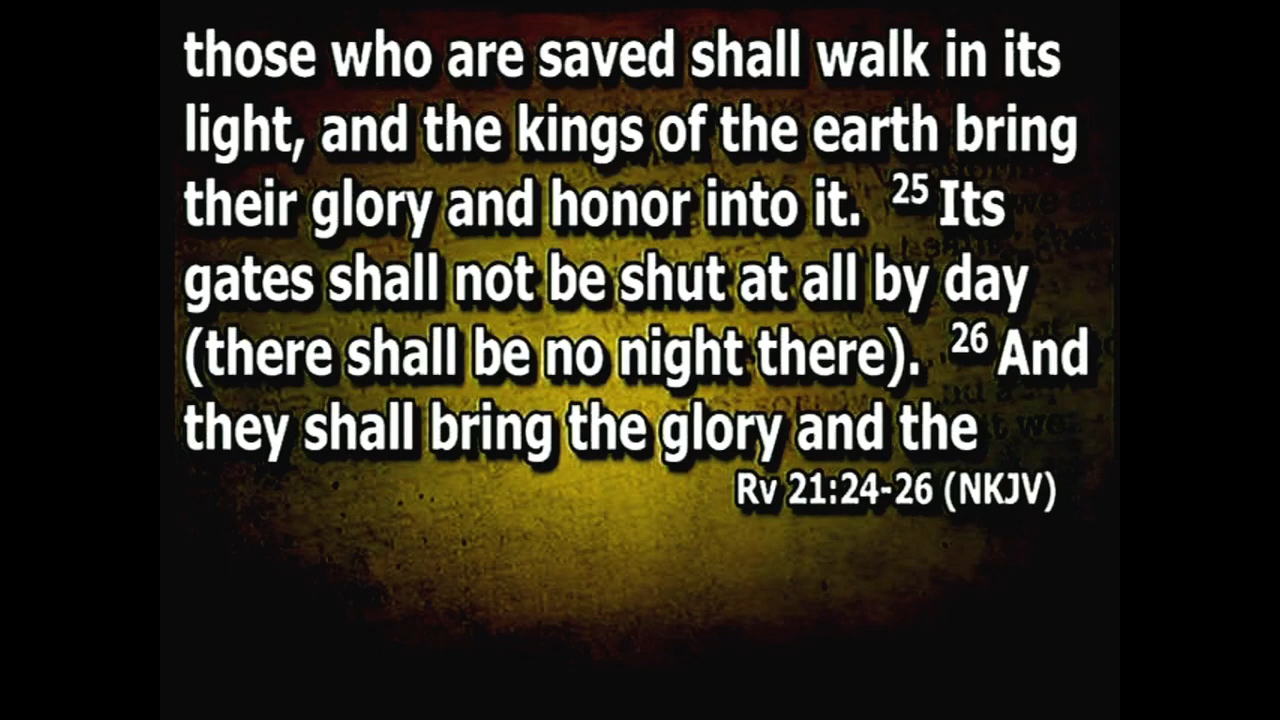 those who are saved shall walk in its
light, and the kings of the earth bring
their glory and honor into it. 25 Its
gates shall not be shut at all by day
(there shall be no night there). 26 And
they shall bring the glory and the
Rv 21:24-26 (NKJV)